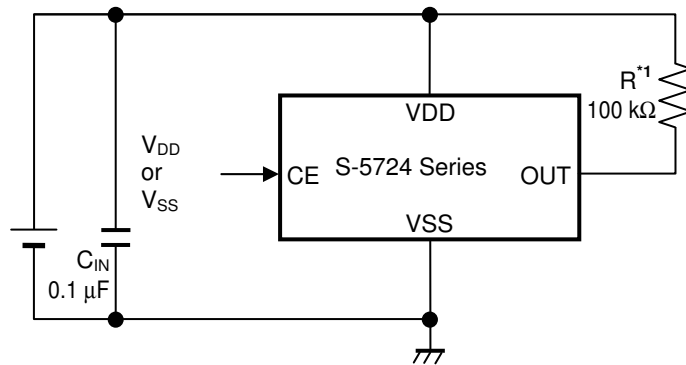 R*1
100 kΩ
VDD
VDD
or
VSS
CE
S-5724 Series
OUT
VSS
CIN
0.1 μF